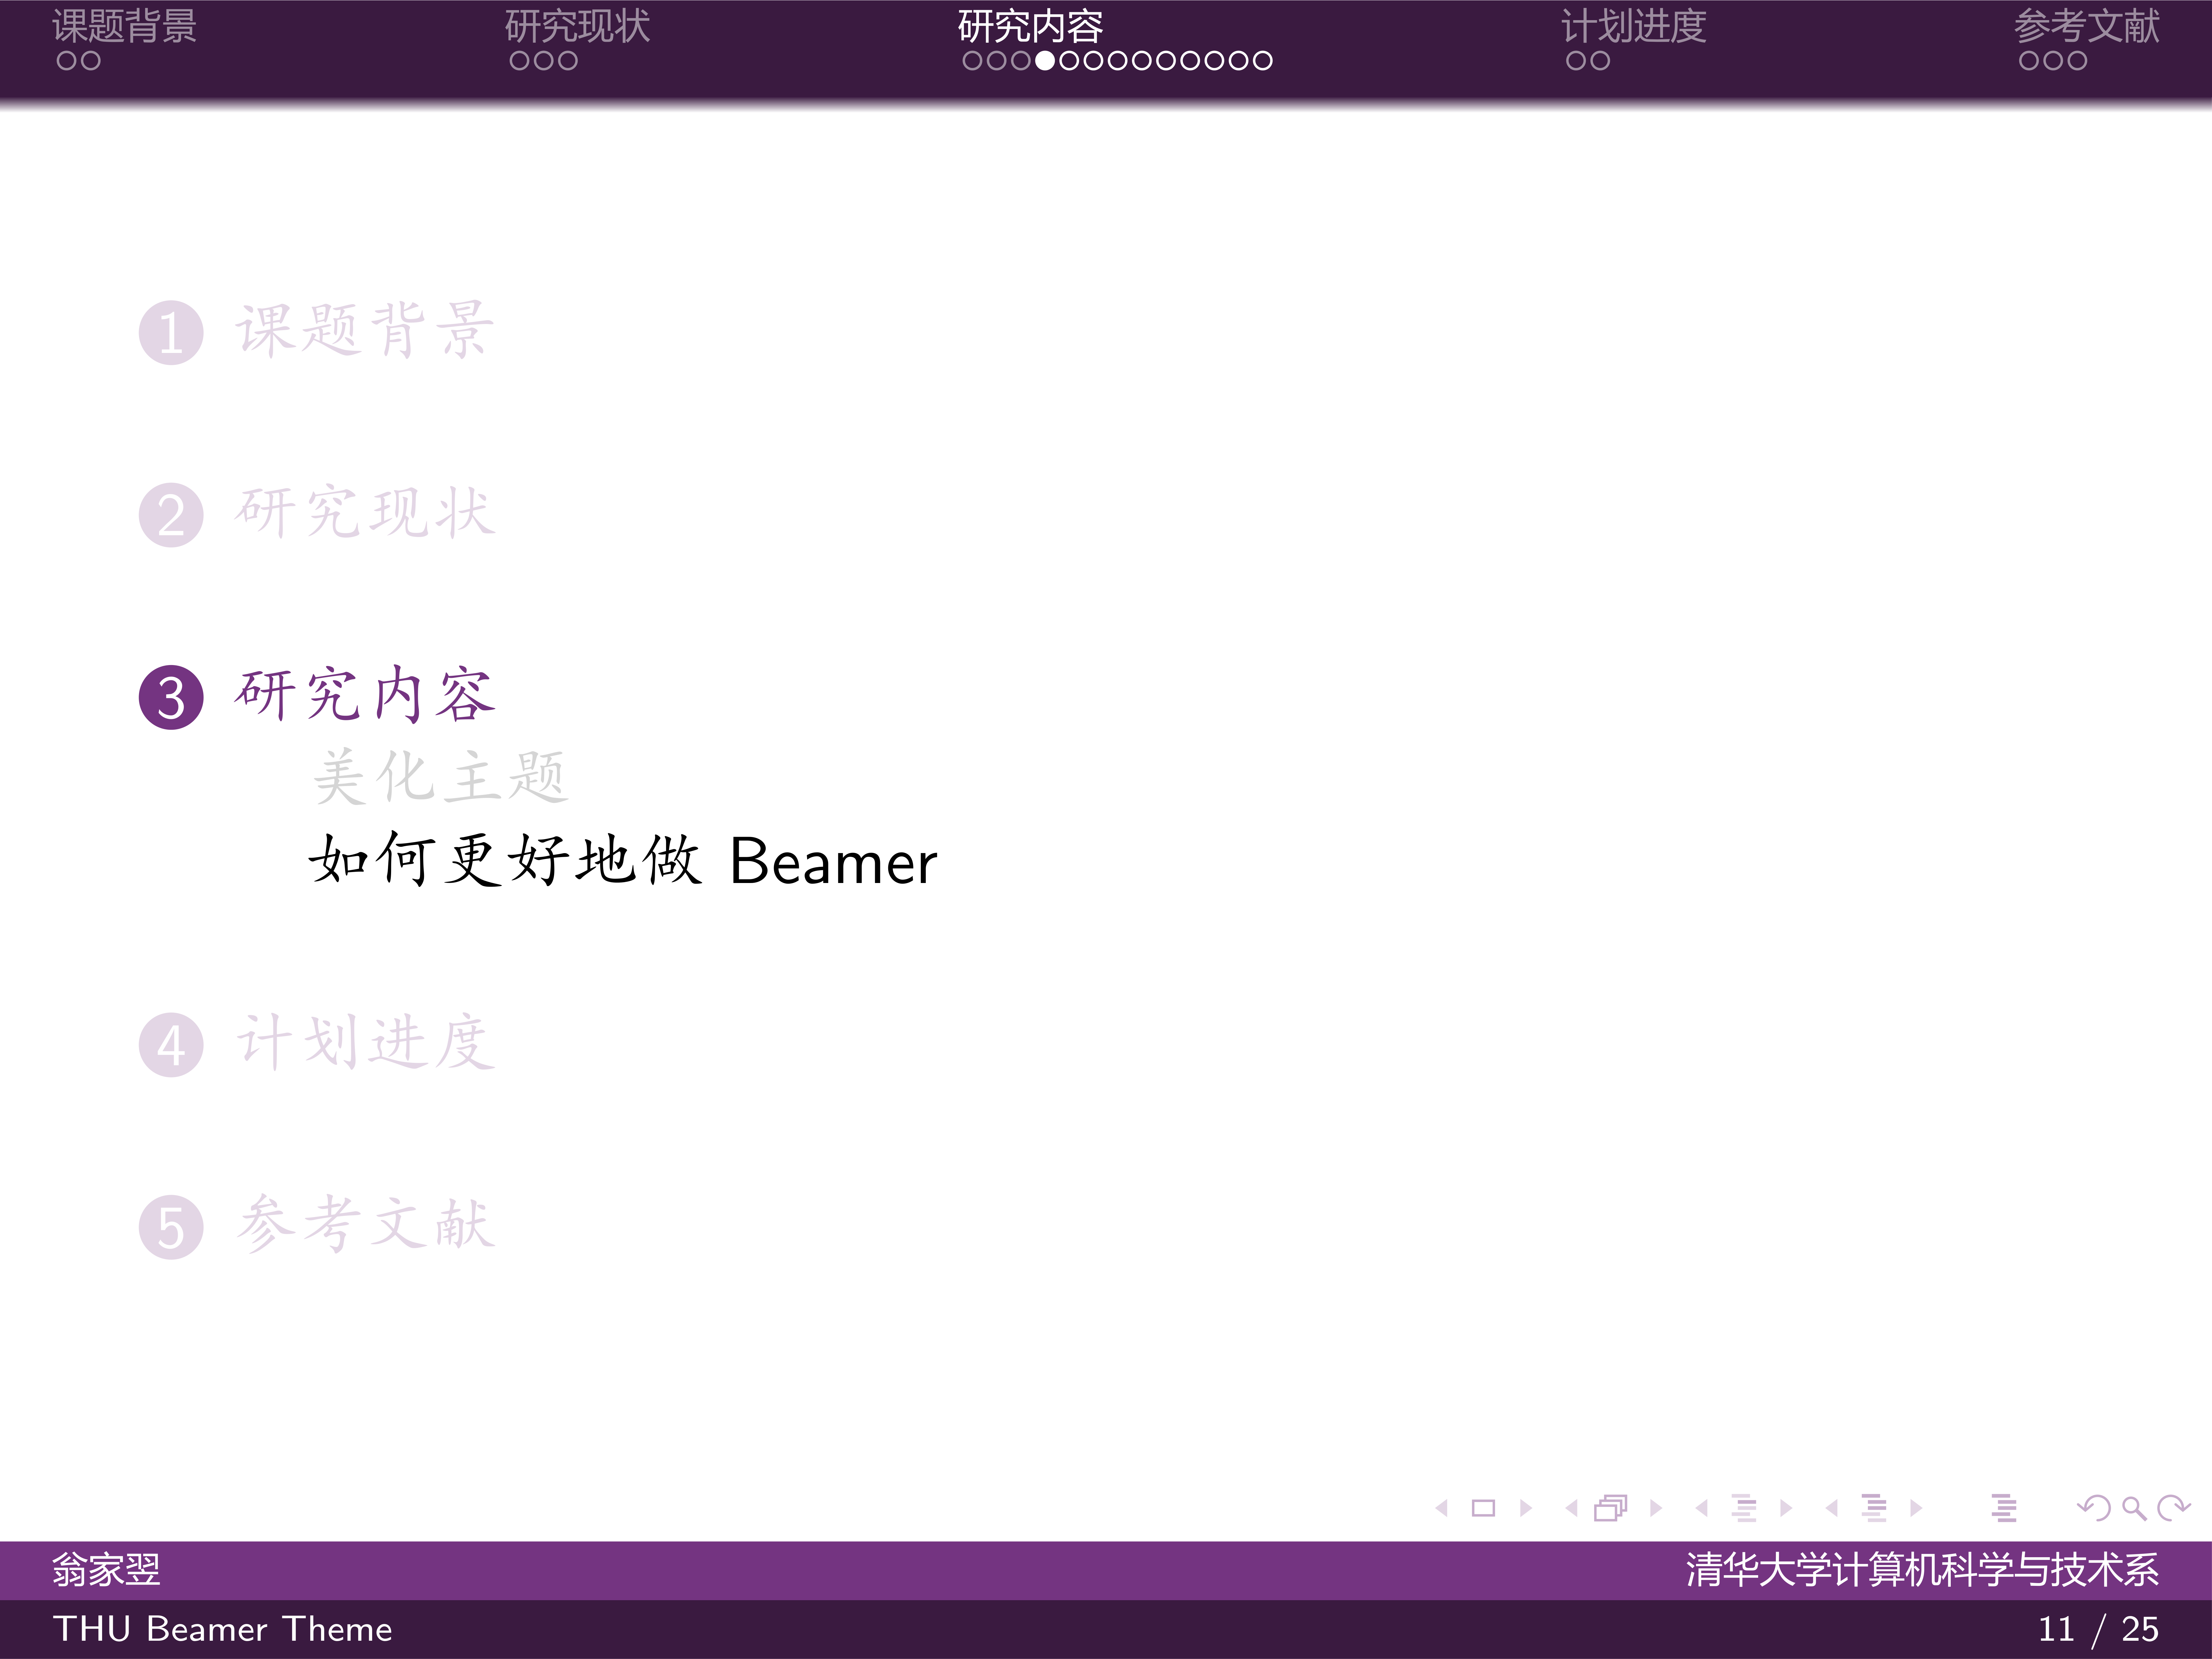 课题背景 研究现状 研究内容 计划进度 参考文献
1 课题背景
2 研究现状
3 研究内容
美化主题
如何更好地做 Beamer
4 计划进度
5 参考文献
翁家翌 清华大学计算机科学与技术系
THU Beamer Theme 11 / 25